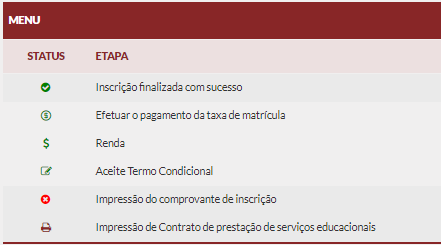 MENU
STATUS ETAPA
Inscrição finalizada com sucesso
Efetuar o pagamento da taxa de matrícula
Renda
Aceite Termo Condicional
Impressão do comprovante de inscrição
Impressão de Contrato de prestação de serviços educacionais